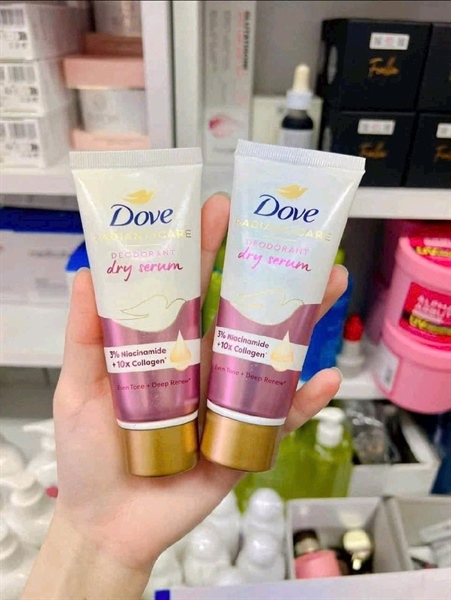 Dove
RADIANT CARE
DEODORANT
dry serum
3% Niacinamide
+ 10X Collagen*
Even Tone + Deep Renew*
Dove
RADIANT CARE
DEODORANT
dry serum
3% Niacinamide
+ 10X Collagen*
Even Tone + Deep Renew*